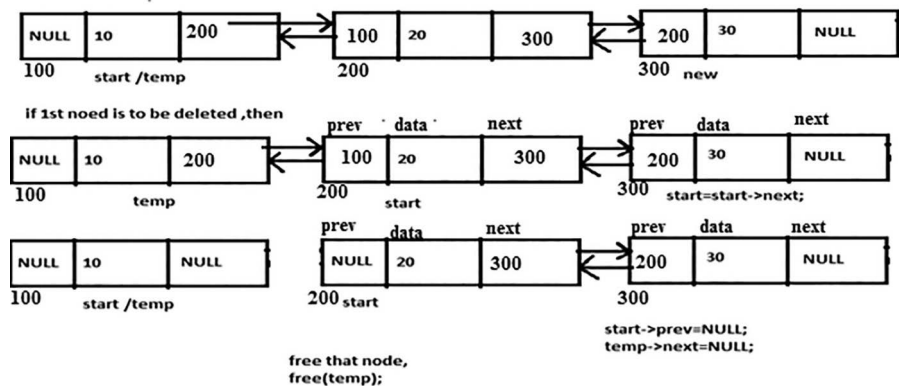 NULL 10 200 100 20 300 200 30 NULL
100 start /temp 200 300 new
if 1st noed is to be deleted ,then
prev data next prev data next
NULL 10 200 100 20 300 200 30 NULL
100 temp 200 start 300 start=start->next;
prev data next prev data next
NULL 10 NULL NULL 20 300 200 30 NULL
100 start /temp 200 start 300
start->prev=NULL;
temp->next=NULL;
free that node,
free(temp);